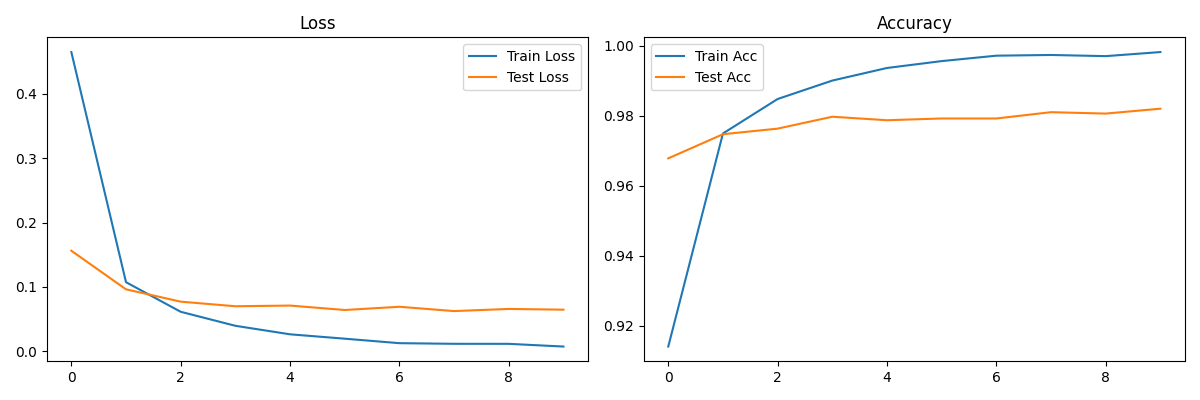 Loss
Train Loss
Test Loss
0.4
0.3
0.2
0.1
0.0
0 2 4 6 8
Accuracy
Train Acc
Test Acc
1.00
0.98
0.96
0.94
0.92
0 2 4 6 8